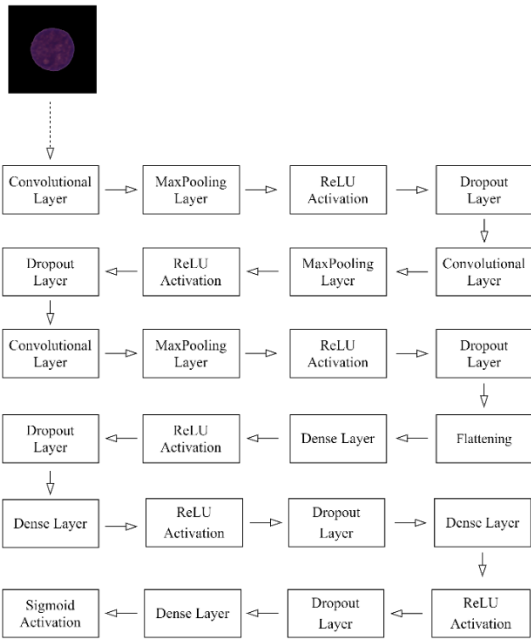 Convolutional
Layer
MaxPooling
Layer
ReLU
Activation
Dropout
Layer
Dropout
Layer
ReLU
Activation
MaxPooling
Layer
Convolutional
Layer
Convolutional
Layer
MaxPooling
Layer
ReLU
Activation
Dropout
Layer
Dropout
Layer
ReLU
Activation
Dense Layer
Flattening
Dense Layer
ReLU
Activation
Dropout
Layer
Dense Layer
Sigmoid
Activation
Dense Layer
Dropout
Layer
ReLU
Activation